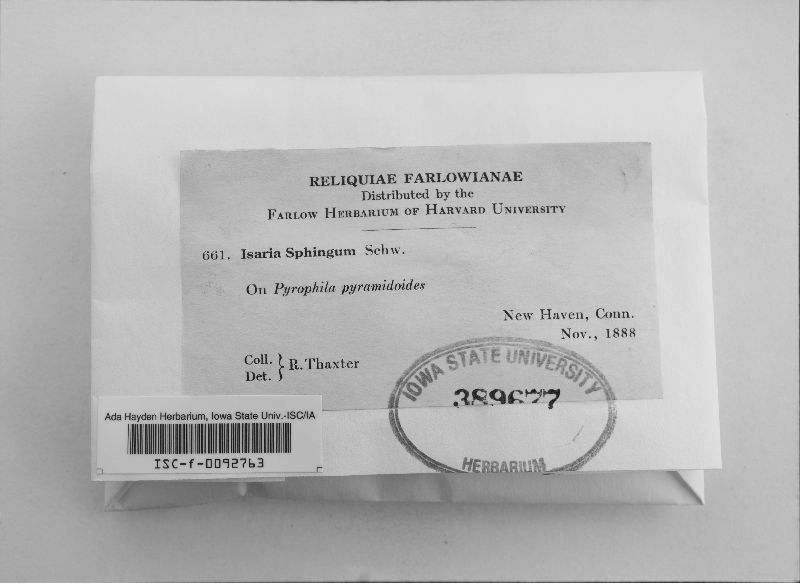 RELIQUIAE FARLOWIANAE
Distributed by the
FARLOW HERBARIUM OF HARVARD UNIVERSITY
661. Isaria Sphingum Schw.
On Pyrophila pyramidoides
New Haven, Conn.
Nov., 1888
Coll. } R. Thaxter
Det.
IOWA STATE UNIVERSITY
389677
HERBARIUM
Ada Hayden Herbarium, Iowa State Univ.-ISC/IA
ISC-f-0092763